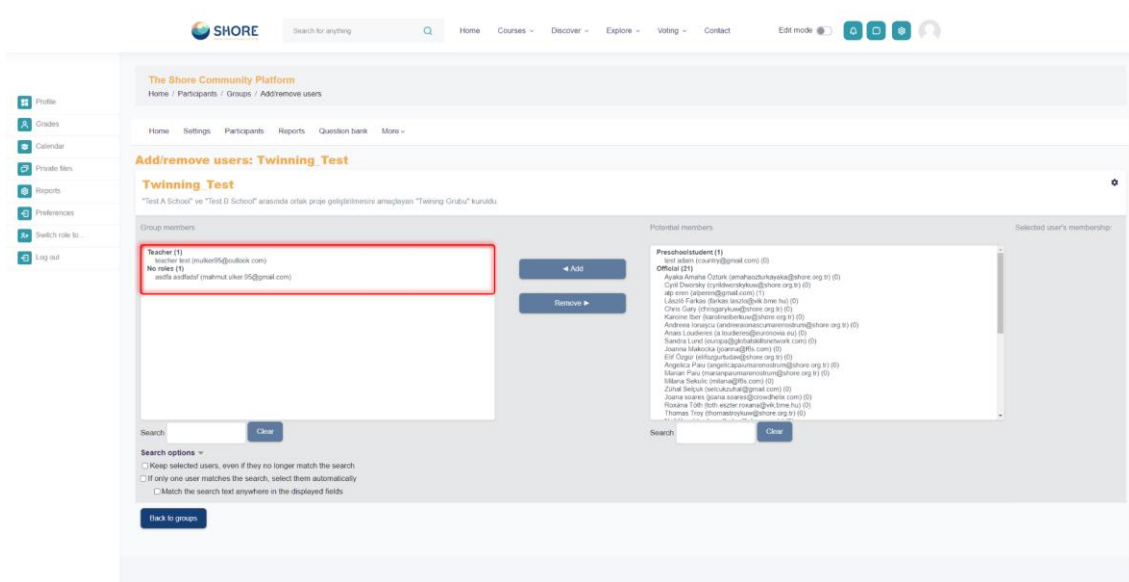 SHORE
Search for anything
Home Courses Discover Explore Voting Contact
Edit mode
The Shore Community Platform
Home / Participants / Groups / Add/remove users
Profile
Grades
Calendar
Private files
Reports
Preferences
Switch role to...
Log out
Home Settings Participants Reports Question bank More
Add/remove users: Twinning_Test
Twinning_Test
"Test A School" ve "Test B School" arasında ortak proje geliştirilmesini amaçlayan "Twining Grubu" kuruldu.
Group members
Potential members
Selected user's membership:
Teacher (1)
teacher test (mulker95@outlook.com)
No roles (1)
asdfa asdfadsf (mahmut.ulker.95@gmail.com)
◄ Add
Remove ►
Preschoolstudent (1)
test adam (country@gmail.com) (0)
Official (21)
Ayaka Amaha Öztürk (amahaozturkayaka@shore.org.tr) (0)
Cyril Dworsky (cyrildworskykuw@shore.org.tr) (0)
alp eren (alperen@gmail.com) (1)
László Farkas (farkas.laszlo@vik.bme.hu) (0)
Chris Gary (chrisgarykuw@shore.org.tr) (0)
Karoline Iber (karolineiberkuw@shore.org.tr) (0)
Andreea Ionașcu (andreeaionascumarenostrum@shore.org.tr) (0)
Anais Loudieres (a.loudieres@euronovia.eu) (0)
Sandra Lund (europa@globalskillsnetwork.com) (0)
Joanna Makocka (joanna@f6s.com) (0)
Elif Özgür (elifozgurtudav@shore.org.tr) (0)
Angelica Paiu (angelicapaiumarenostrum@shore.org.tr) (0)
Marian Paiu (marianpaiumarenostrum@shore.org.tr) (0)
Milana Sekulic (milana@f6s.com) (0)
Zuhal Selçuk (selcukzuhal@gmail.com) (0)
Joana soares (joana.soares@crowdhelix.com) (0)
Roxána Tóth (toth.eszter.roxana@vik.bme.hu) (0)
Thomas Troy (thomastroykuw@shore.org.tr) (0)
Search
Clear
Search
Clear
Search options
Keep selected users, even if they no longer match the search
If only one user matches the search, select them automatically
Match the search text anywhere in the displayed fields
Back to groups